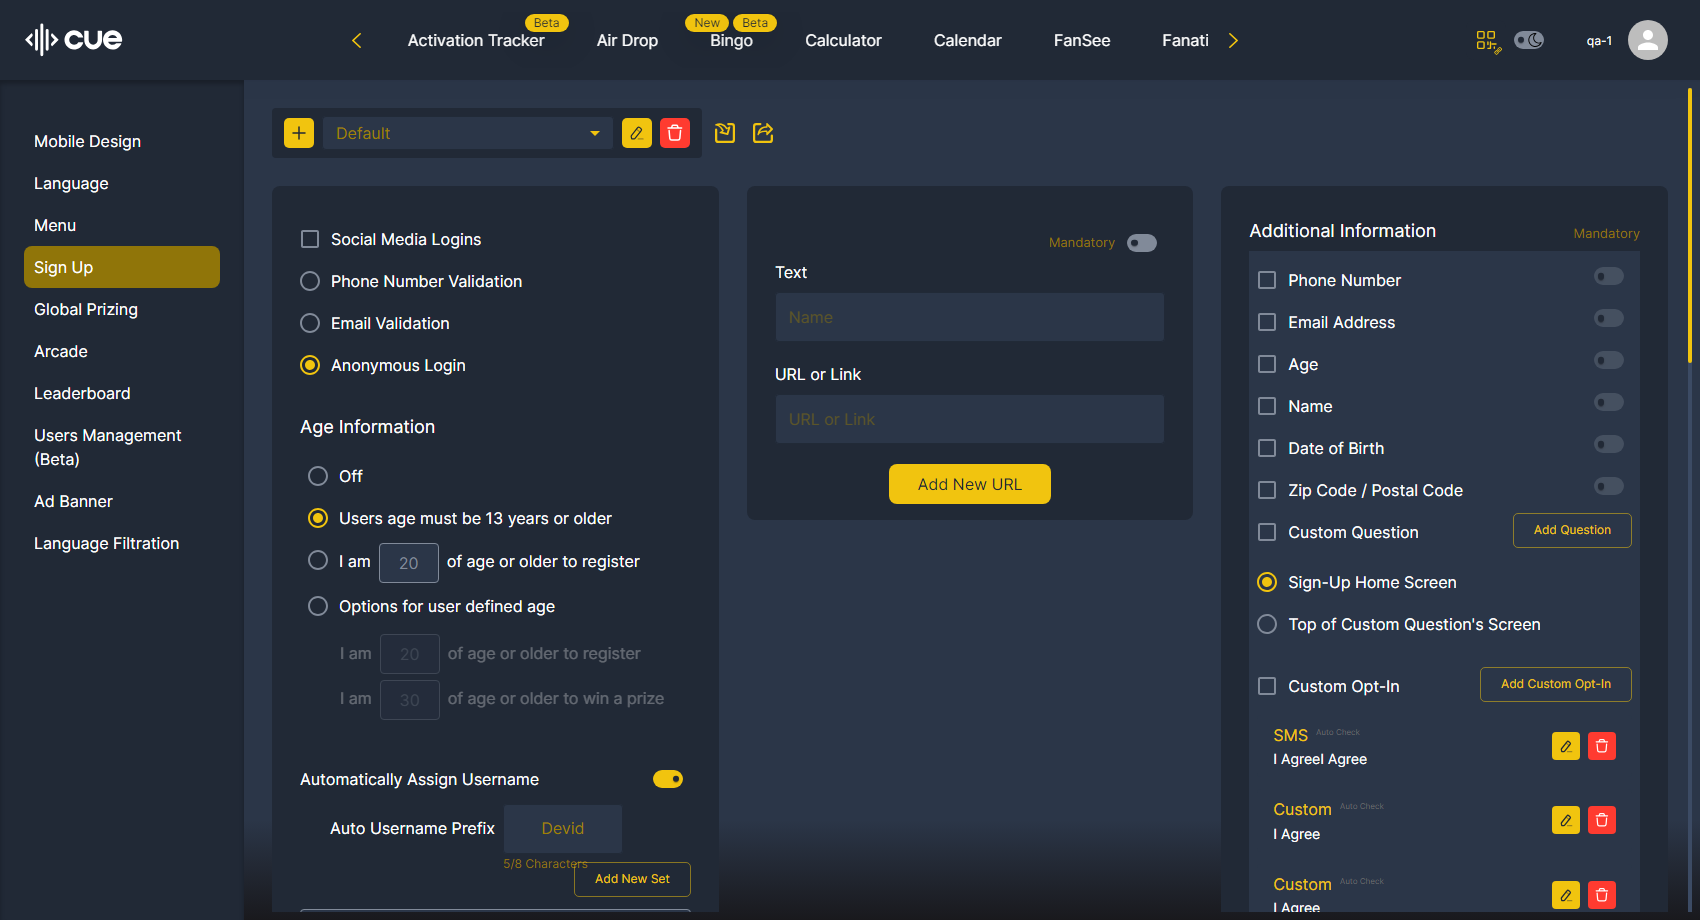 cue
Activation Tracker
Beta
Air Drop
Bingo
New
Beta
Calculator
Calendar
FanSee
Fanati
qa-1
Mobile Design
Language
Menu
Sign Up
Global Prizing
Arcade
Leaderboard
Users Management
(Beta)
Ad Banner
Language Filtration
Default
Social Media Logins
Phone Number Validation
Email Validation
Anonymous Login
Age Information
Off
Users age must be 13 years or older
I am 20 of age or older to register
Options for user defined age
I am 20 of age or older to register
I am 30 of age or older to win a prize
Automatically Assign Username
Auto Username Prefix Devid
5/8 Characters
Add New Set
Mandatory
Text
Name
URL or Link
URL or Link
Add New URL
Additional Information Mandatory
Phone Number
Email Address
Age
Name
Date of Birth
Zip Code / Postal Code
Custom Question Add Question
Sign-Up Home Screen
Top of Custom Question's Screen
Custom Opt-In Add Custom Opt-In
SMS Auto Check
I AgreeI Agree
Custom Auto Check
I Agree
Custom Auto Check
I Agree